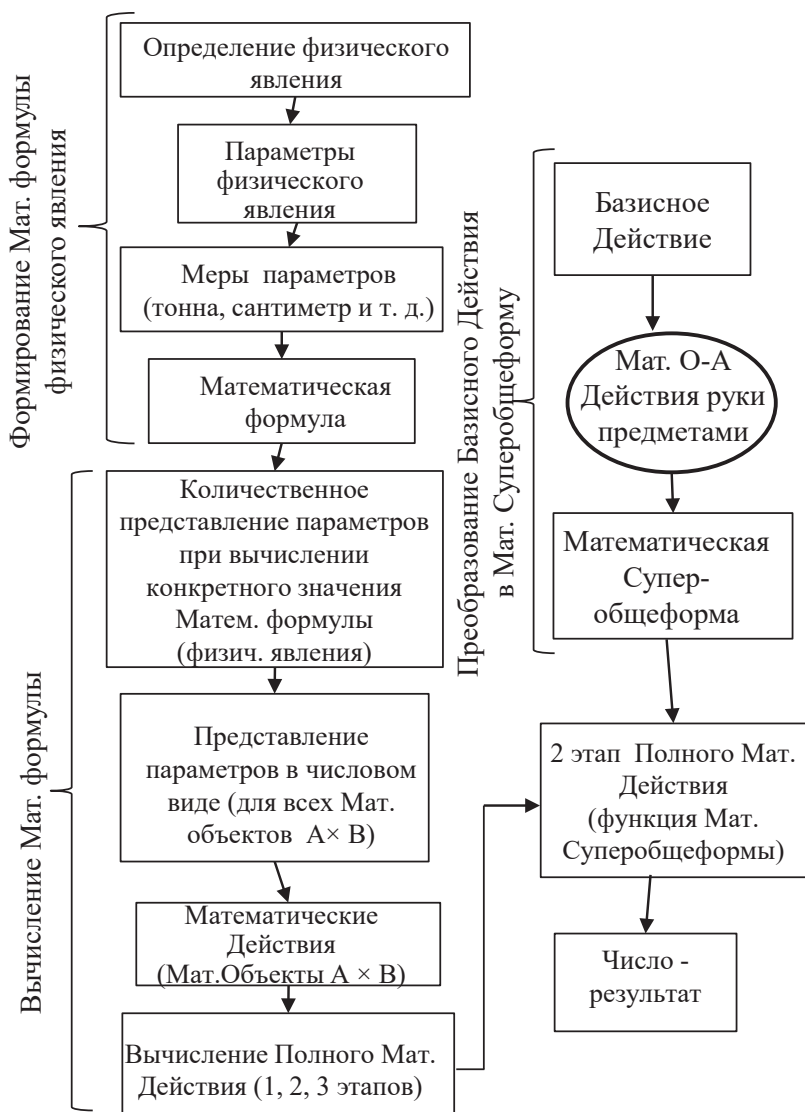 Формирование Мат. формулы
физического явления
Определение физического
явления
Параметры
физического
явления
Меры параметров
(тонна, сантиметр и т. д.)
Математическая
формула
Вычисление Мат. формулы
Количественное
представление параметров
при вычислении
конкретного значения
Матем. формулы
(физич. явления)
Представление
параметров в числовом
виде (для всех Мат.
объектов А× В)
Математические
Действия
(Мат.Объекты А × В)
Вычисление Полного Мат.
Действия (1, 2, 3 этапов)
Преобразование Базисного Действия
в Мат. Суперобщеформу
Базисное
Действие
Мат. О-А
Действия руки
предметами
Математическая
Супер-
общеформа
2 этап Полного Мат.
Действия
(функция Мат.
Суперобщеформы)
Число -
результат